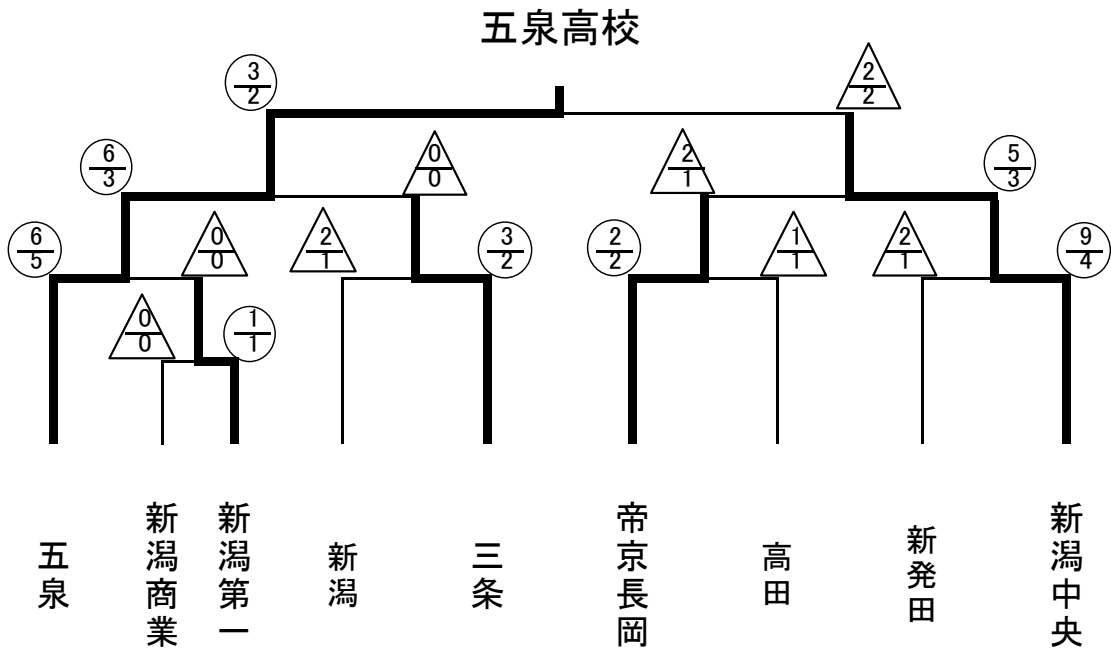 五泉高校
3/2
2/2
6/3
0/0
2/1
5/3
6/5
0/0
2/1
3/2
2/2
1/1
2/1
9/4
0/0
1/1
五泉
新潟商業
新潟第一
新潟
三条
帝京長岡
高田
新発田
新潟中央